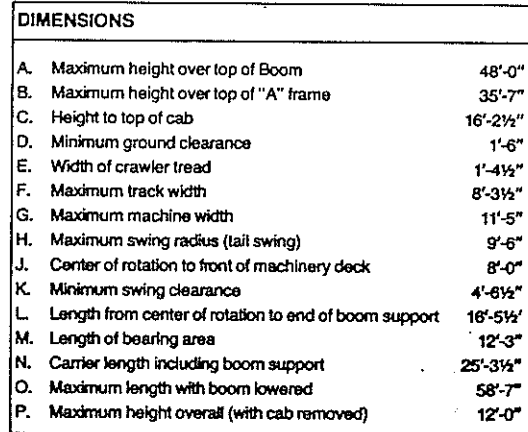 DIMENSIONS
A. Maximum height over top of Boom 48'-0"
B. Maximum height over top of "A" frame 35'-7"
C. Height to top of cab 16'-2½"
D. Minimum ground clearance 1'-6"
E. Width of crawler tread 1'-4½"
F. Maximum track width 8'-3½"
G. Maximum machine width 11'-5"
H. Maximum swing radius (tail swing) 9'-6"
J. Center of rotation to front of machinery deck 8'-0"
K. Minimum swing clearance 4'-6½"
L. Length from center of rotation to end of boom support 16'-5½'
M. Length of bearing area 12'-3"
N. Carrier length including boom support 25'-3½"
O. Maximum length with boom lowered 58'-7"
P. Maximum height overall (with cab removed) 12'-0"